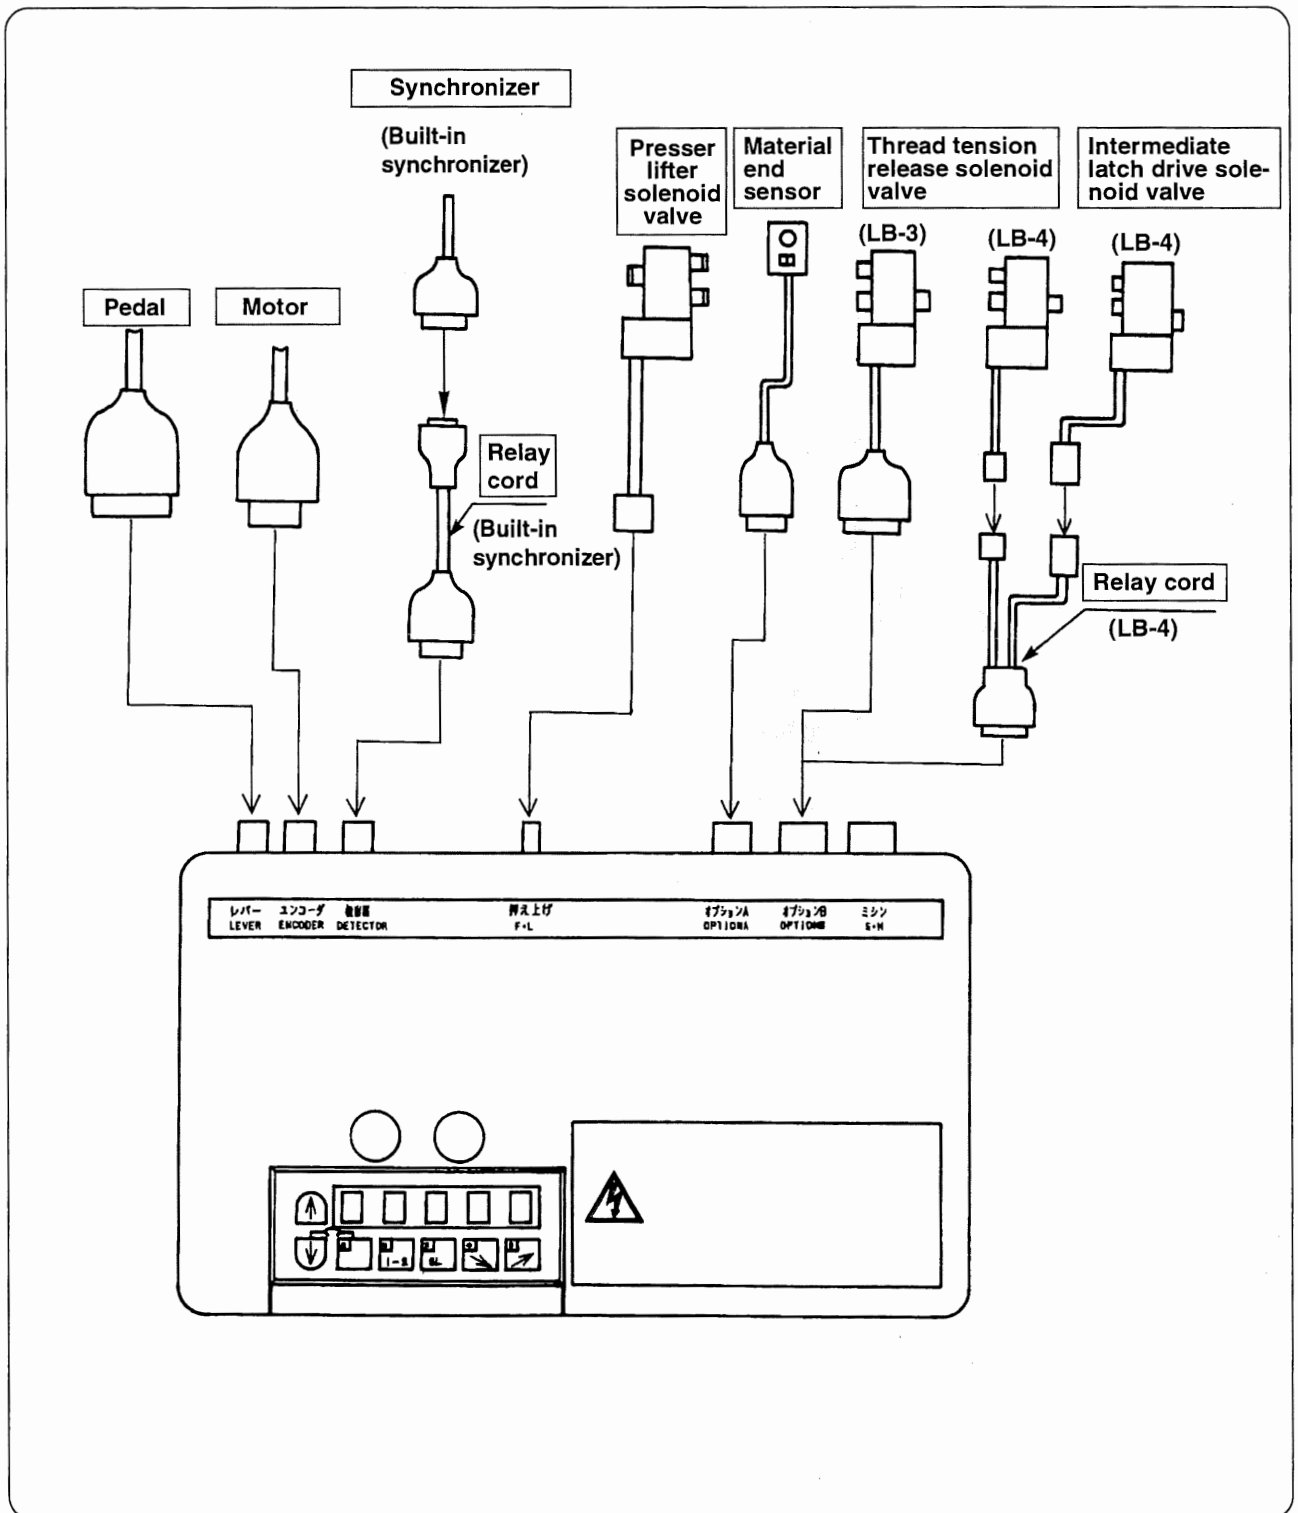 Synchronizer
(Built-in
synchronizer)
Presser
lifter
solenoid
valve
Material
end
sensor
Thread tension
release solenoid
valve
Intermediate
latch drive sole-
noid valve
(LB-3)
(LB-4)
(LB-4)
Pedal
Motor
Relay
cord
(Built-in
synchronizer)
Relay cord
(LB-4)
レバー
エンコーダ
押え上げ
オプションA
オプションB
ミシン
LEVER
ENCODER
DETECTOR
F・L
OPTIONA
OPTIONB
S・M